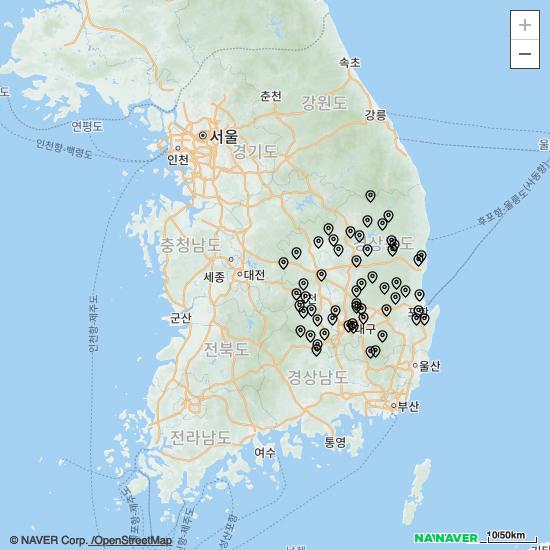 +
−
속초
춘천
강원도
강릉
도
연평도
서울
울
인천
경기도
인천항-백령도
후포항-울릉도(사동항)
충청남도
세종
대전
인천항-제주도
군산
전북도
대구
경상남도
울산
부산
전라남도
여수
통영
© NAVER Corp. /OpenStreetMap
NAVER
10/50km